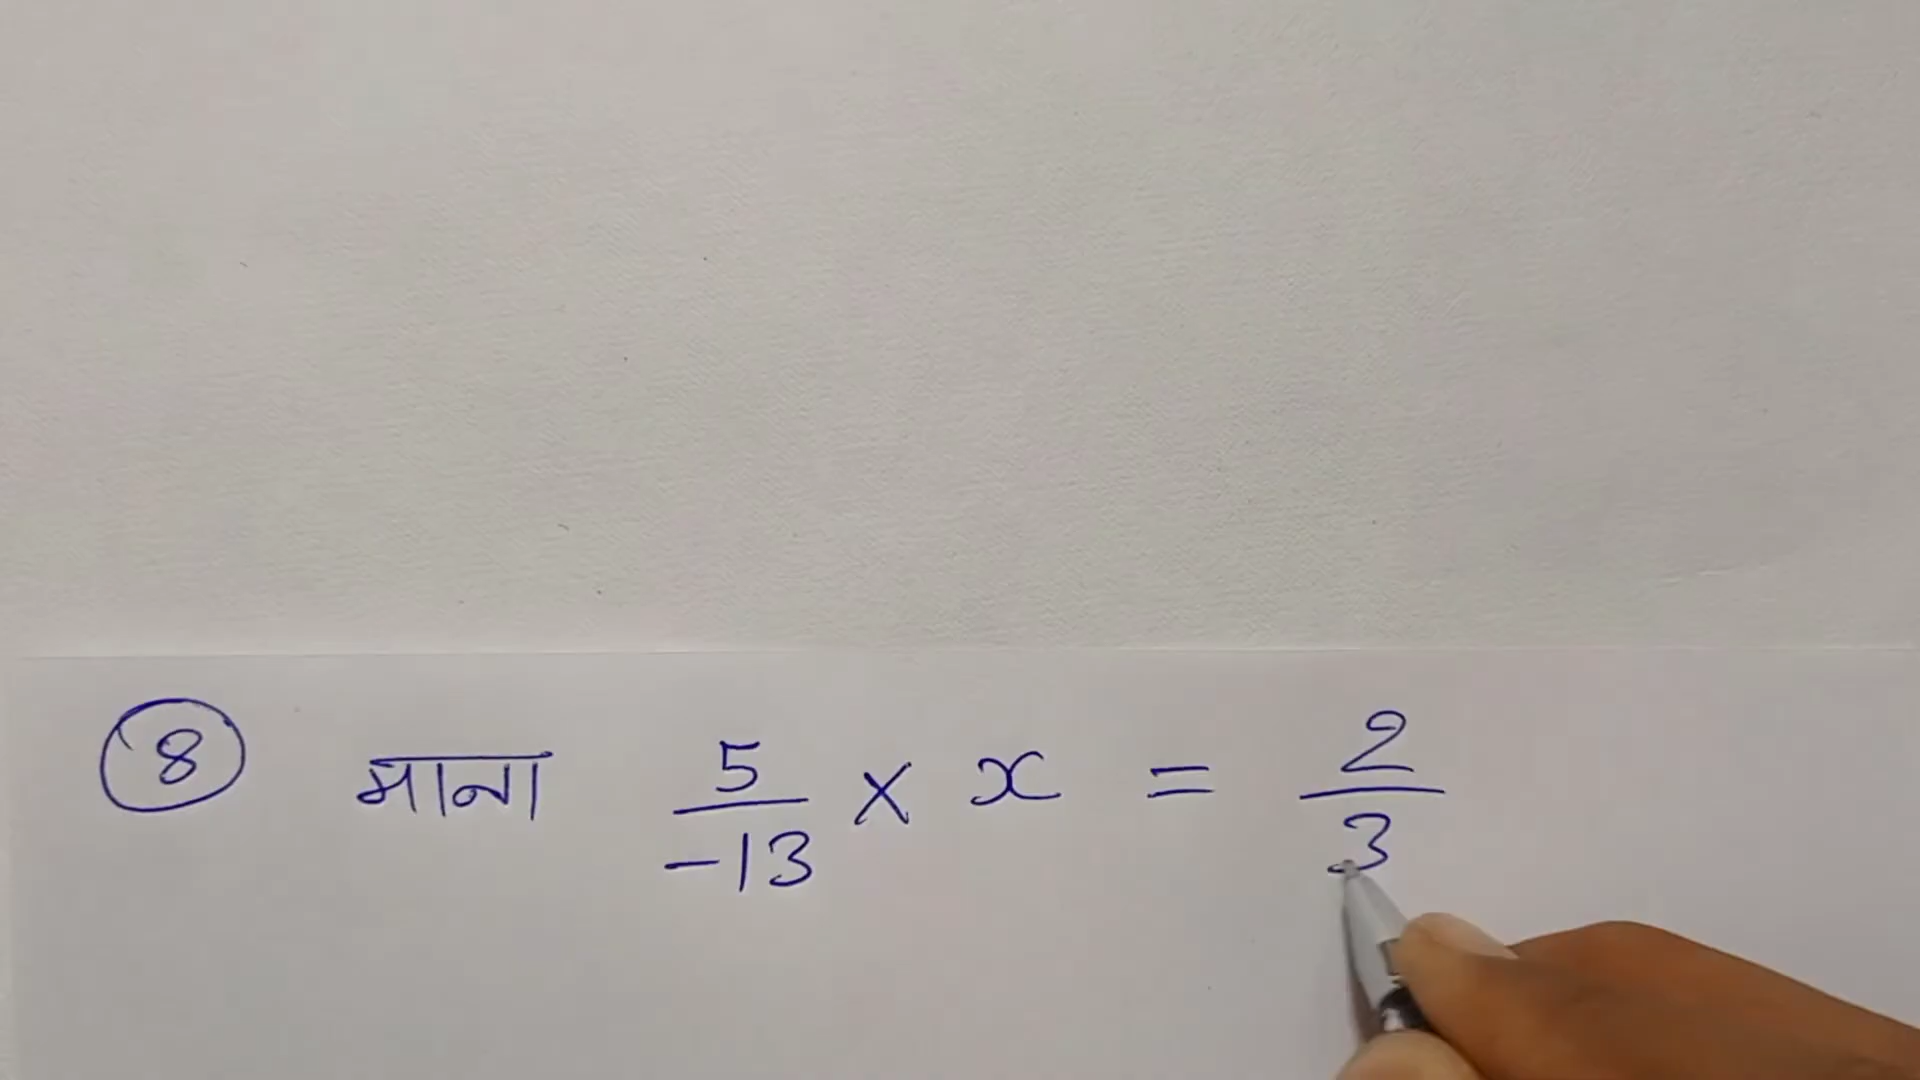 8 माना 5/-13 × x = 2/3